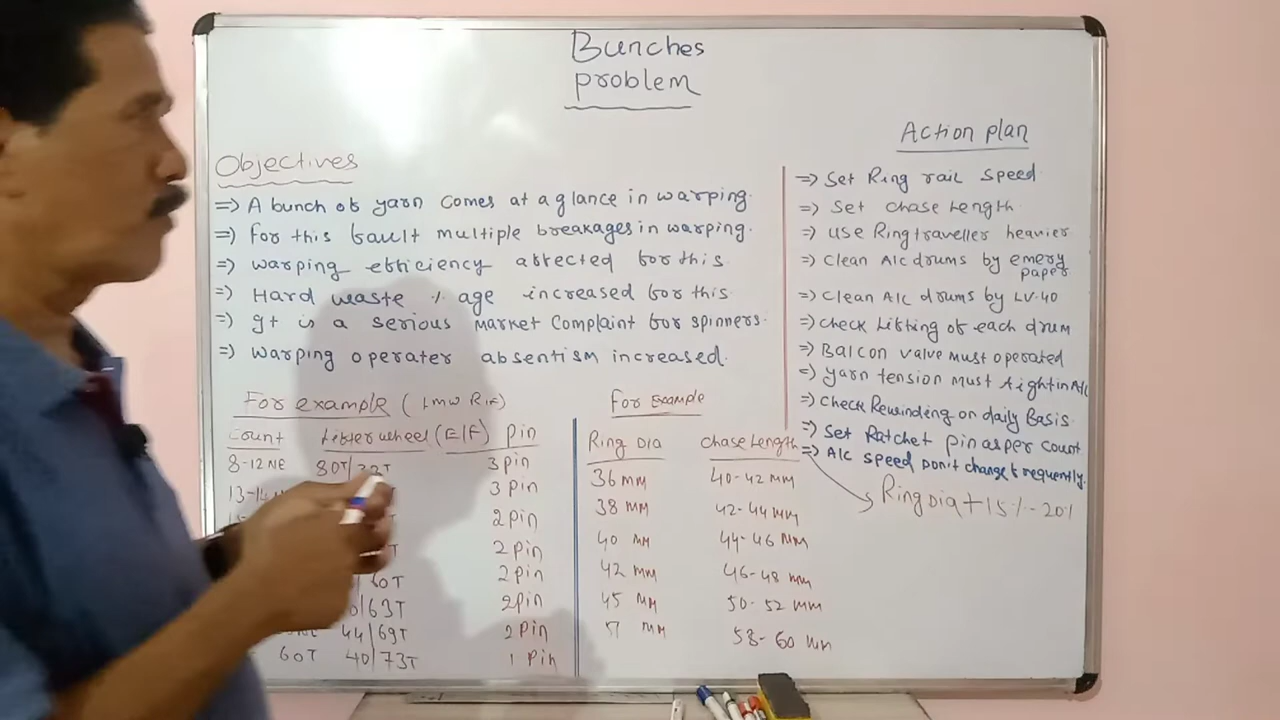 Bunches
problem
Objectives
=> A bunch of yarn comes at a glance in warping.
=> For this fault multiple breakages in warping.
=> warping efficiency affected for this
=> Hard waste % age increased for this
=> It is a serious market complaint for spinners.
=> warping operater absentism increased.
Action plan
=> Set Ring rail speed
=> Set chase Length
=> Use Ring traveller heavier
=> Clean A/C drums by emery
paper
=> Clean A/C drums by LV-40
=> Check Lifting of each drum
=> Balcon valve must operated
=> Yarn tension must tight in A/C
=> Check Rewinding on daily Basis.
=> Set Ratchet pin as per count
=> A/C speed don't change frequently.
Ring Dia + 15% - 20%
For example (LMW R/F)
Count Lifter wheel (E/F) pin
8-12 NE 80T/32T 3 pin
13-14 3 pin
2 pin
2 pin
/60T 2 pin
/63T 2 pin
44/69T 2 pin
60T 40/73T 1 pin
For Example
Ring Dia Chase Length
36 mm 40-42 mm
38 mm 42-44 mm
40 mm 44-46 mm
42 mm 46-48 mm
45 mm 50-52 mm
51 mm 58-60 mm